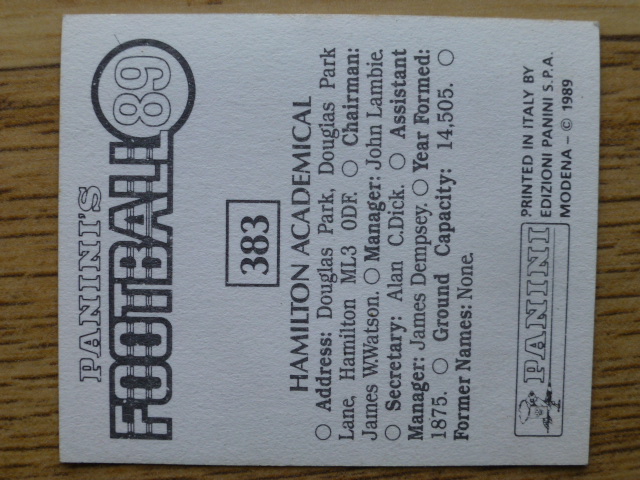 PANINI'S
FOOTBALL 89
383
HAMILTON ACADEMICAL
○ Address: Douglas Park, Douglas Park
Lane, Hamilton ML3 0DF. ○ Chairman:
James W.Watson. ○ Manager: John Lambie.
○ Secretary: Alan C.Dick. ○ Assistant
Manager: James Dempsey. ○ Year Formed:
1875. ○ Ground Capacity: 14,505. ○
Former Names: None.
PANINI
PRINTED IN ITALY BY
EDIZIONI PANINI S.P.A.
MODENA - © 1989